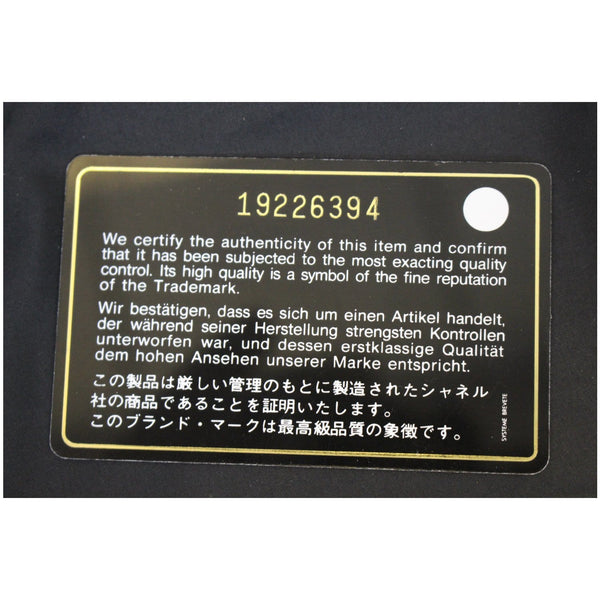 19226394
We certify the authenticity of this item and confirm
that it has been subjected to the most exacting quality
control. Its high quality is a symbol of the fine reputation
of the Trademark.
Wir bestätigen, dass es sich um einen Artikel handelt,
der während seiner Herstellung strengsten Kontrollen
unterworfen war, und dessen erstklassige Qualität
dem hohen Ansehen unserer Marke entspricht.
この製品は厳しい管理のもとに製造されたシャネル
社の商品であることを証明いたします。
このブランド・マークは最高級品質の象徴です。
SYSTEME BREVETE